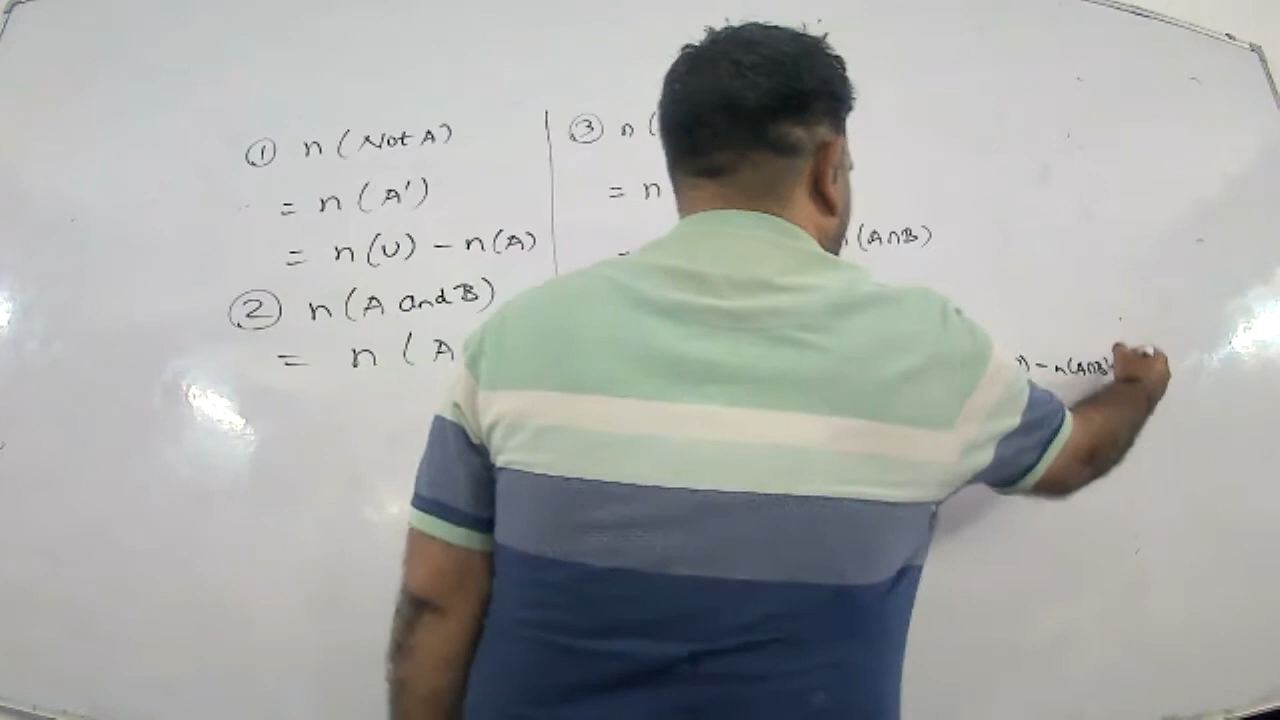 ① n (Not A)
= n (A')
= n(U) - n(A)
② n (A and B)
= n ( A
③ n (
= n
= n(A∩B)
- n(A∩B